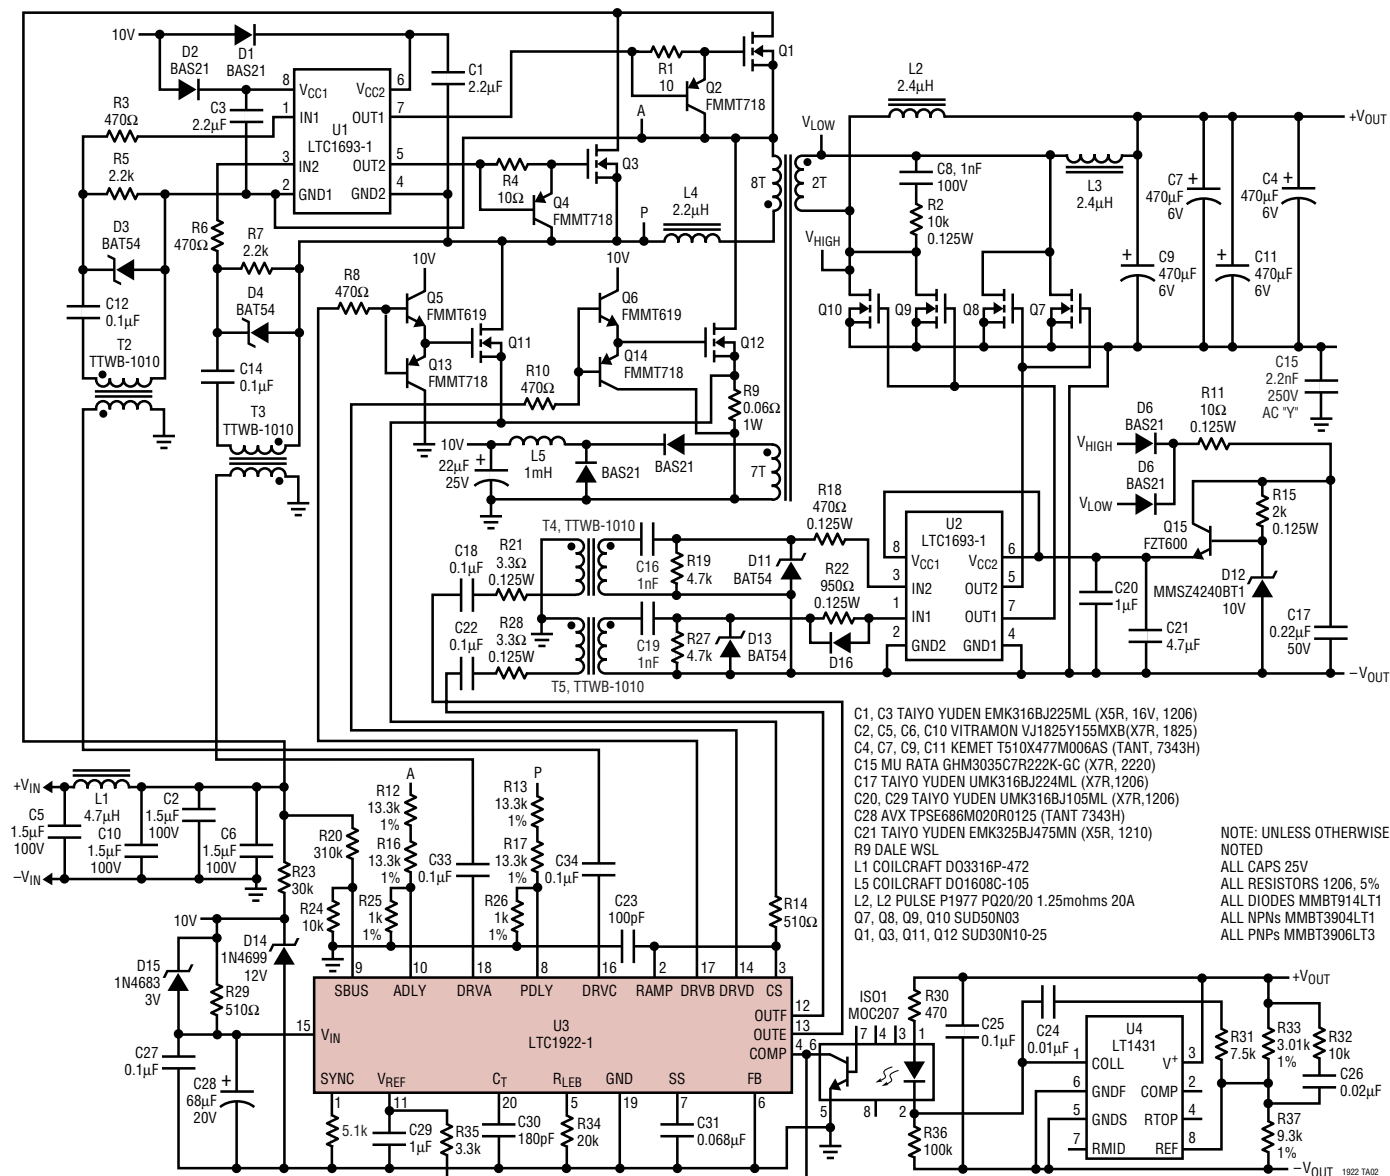 10V
D2
BAS21
D1
BAS21
C1
2.2µF
R3
470Ω
C3
2.2µF
8
VCC1
VCC2
6
1
IN1
OUT1
7
U1
LTC1693-1
3
IN2
OUT2
5
2
GND1
GND2
4
R5
2.2k
R6
470Ω
R7
2.2k
D3
BAT54
D4
BAT54
C12
0.1µF
C14
0.1µF
T2
TTWB-1010
T3
TTWB-1010
R1
10
Q1
Q2
FMMT718
A
Q3
R4
10Ω
Q4
FMMT718
P
L4
2.2µH
8T
2T
VLOW
VHIGH
L2
2.4µH
L3
2.4µH
C8, 1nF
100V
R2
10k
0.125W
Q10
Q9
Q8
Q7
+VOUT
C7
470µF
6V
C4
470µF
6V
C9
470µF
6V
C11
470µF
6V
C15
2.2nF
250V
AC "Y"
R8
470Ω
10V
Q5
FMMT619
Q13
FMMT718
Q11
10V
Q6
FMMT619
Q14
FMMT718
Q12
R10
470Ω
R9
0.06Ω
1W
10V
22µF
25V
L5
1mH
BAS21
BAS21
7T
D6
BAS21
VHIGH
D6
BAS21
VLOW
R11
10Ω
0.125W
R15
2k
0.125W
Q15
FZT600
D12
MMSZ4240BT1
10V
C17
0.22µF
50V
C20
1µF
C21
4.7µF
–VOUT
T4, TTWB-1010
C18
0.1µF
R21
3.3Ω
0.125W
C16
1nF
R19
4.7k
D11
BAT54
R18
470Ω
0.125W
R22
950Ω
0.125W
D16
C22
0.1µF
R28
3.3Ω
0.125W
C19
1nF
R27
4.7k
D13
BAT54
T5, TTWB-1010
U2
LTC1693-1
8
VCC1
VCC2
6
3
IN2
OUT2
5
1
IN1
OUT1
7
2
GND2
GND1
4
C1, C3 TAIYO YUDEN EMK316BJ225ML (X5R, 16V, 1206)
C2, C5, C6, C10 VITRAMON VJ1825Y155MXB(X7R, 1825)
C4, C7, C9, C11 KEMET T510X477M006AS (TANT, 7343H)
C15 MU RATA GHM3035C7R222K-GC (X7R, 2220)
C17 TAIYO YUDEN UMK316BJ224ML (X7R,1206)
C20, C29 TAIYO YUDEN UMK316BJ105ML (X7R,1206)
C28 AVX TPSE686M020R0125 (TANT 7343H)
C21 TAIYO YUDEN EMK325BJ475MN (X5R, 1210)
R9 DALE WSL
L1 COILCRAFT DO3316P-472
L5 COILCRAFT DO1608C-105
L2, L2 PULSE P1977 PQ20/20 1.25mohms 20A
Q7, Q8, Q9, Q10 SUD50N03
Q1, Q3, Q11, Q12 SUD30N10-25
NOTE: UNLESS OTHERWISE
NOTED
ALL CAPS 25V
ALL RESISTORS 1206, 5%
ALL DIODES MMBT914LT1
ALL NPNs MMBT3904LT1
ALL PNPs MMBT3906LT3
+VIN
C5
1.5µF
100V
L1
4.7µH
C10
1.5µF
100V
C2
1.5µF
100V
C6
1.5µF
100V
–VIN
R20
310k
R23
30k
R24
10k
A
R12
13.3k
1%
R16
13.3k
1%
R25
1k
1%
C33
0.1µF
P
R13
13.3k
1%
R17
13.3k
1%
R26
1k
1%
C34
0.1µF
C23
100pF
R14
510Ω
10V
D15
1N4683
3V
R29
510Ω
D14
1N4699
12V
C27
0.1µF
C28
68µF
20V
9
10
18
8
16
2
17
14
3
SBUS
ADLY
DRVA
PDLY
DRVC
RAMP
DRVB
DRVD
CS
15
VIN
U3
LTC1922-1
OUTF
12
OUTE
13
COMP
4
SYNC
VREF
CT
RLEB
GND
SS
FB
1
11
20
5
19
7
6
5.1k
C29
1µF
R35
3.3k
C30
180pF
R34
20k
C31
0.068µF
ISO1
MOC207
6
7
4
3
1
5
8
2
R30
470
R36
100k
C25
0.1µF
C24
0.01µF
U4
LT1431
1
COLL
V+
3
6
GNDF
COMP
2
5
GNDS
RTOP
4
7
RMID
REF
8
R31
7.5k
R33
3.01k
1%
R32
10k
C26
0.02µF
R37
9.3k
1%
+VOUT
–VOUT
1922 TA02